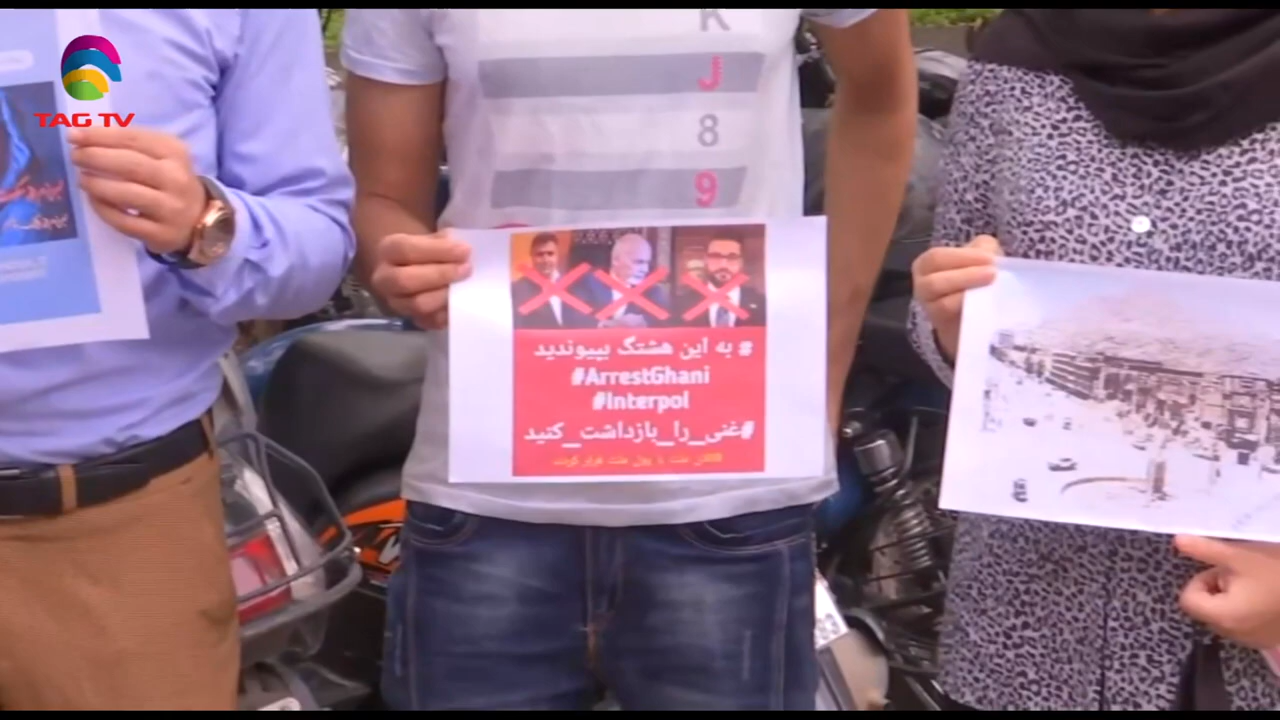 TAG TV
K
J
8
9
# به این هشتگ بپیوندید
#ArrestGhani
#Interpol
#غنی_را_بازداشت_کنید